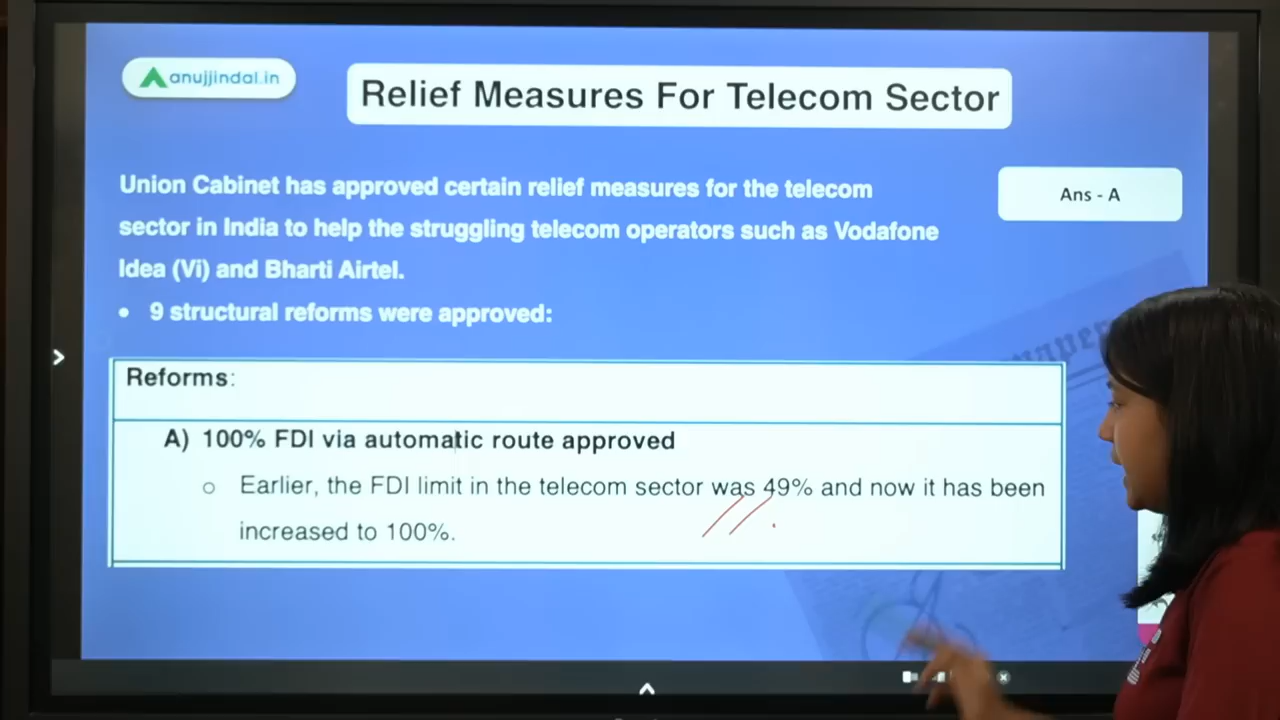 anujjindal.in
Relief Measures For Telecom Sector
Union Cabinet has approved certain relief measures for the telecom
sector in India to help the struggling telecom operators such as Vodafone
Idea (Vi) and Bharti Airtel.
Ans - A
• 9 structural reforms were approved:
Reforms:
A) 100% FDI via automatic route approved
o Earlier, the FDI limit in the telecom sector was 49% and now it has been
increased to 100%.